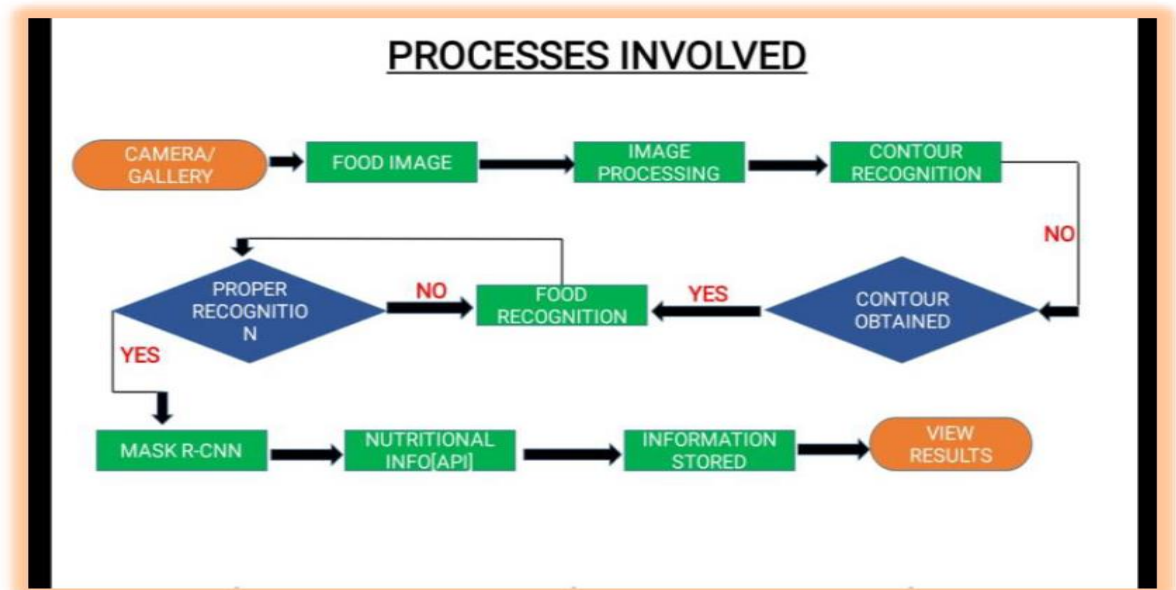 PROCESSES INVOLVED
CAMERA/
GALLERY
FOOD IMAGE
IMAGE
PROCESSING
CONTOUR
RECOGNITION
NO
PROPER
RECOGNITIO
N
NO
FOOD
RECOGNITION
YES
CONTOUR
OBTAINED
YES
MASK R-CNN
NUTRITIONAL
INFO[API]
INFORMATION
STORED
VIEW
RESULTS